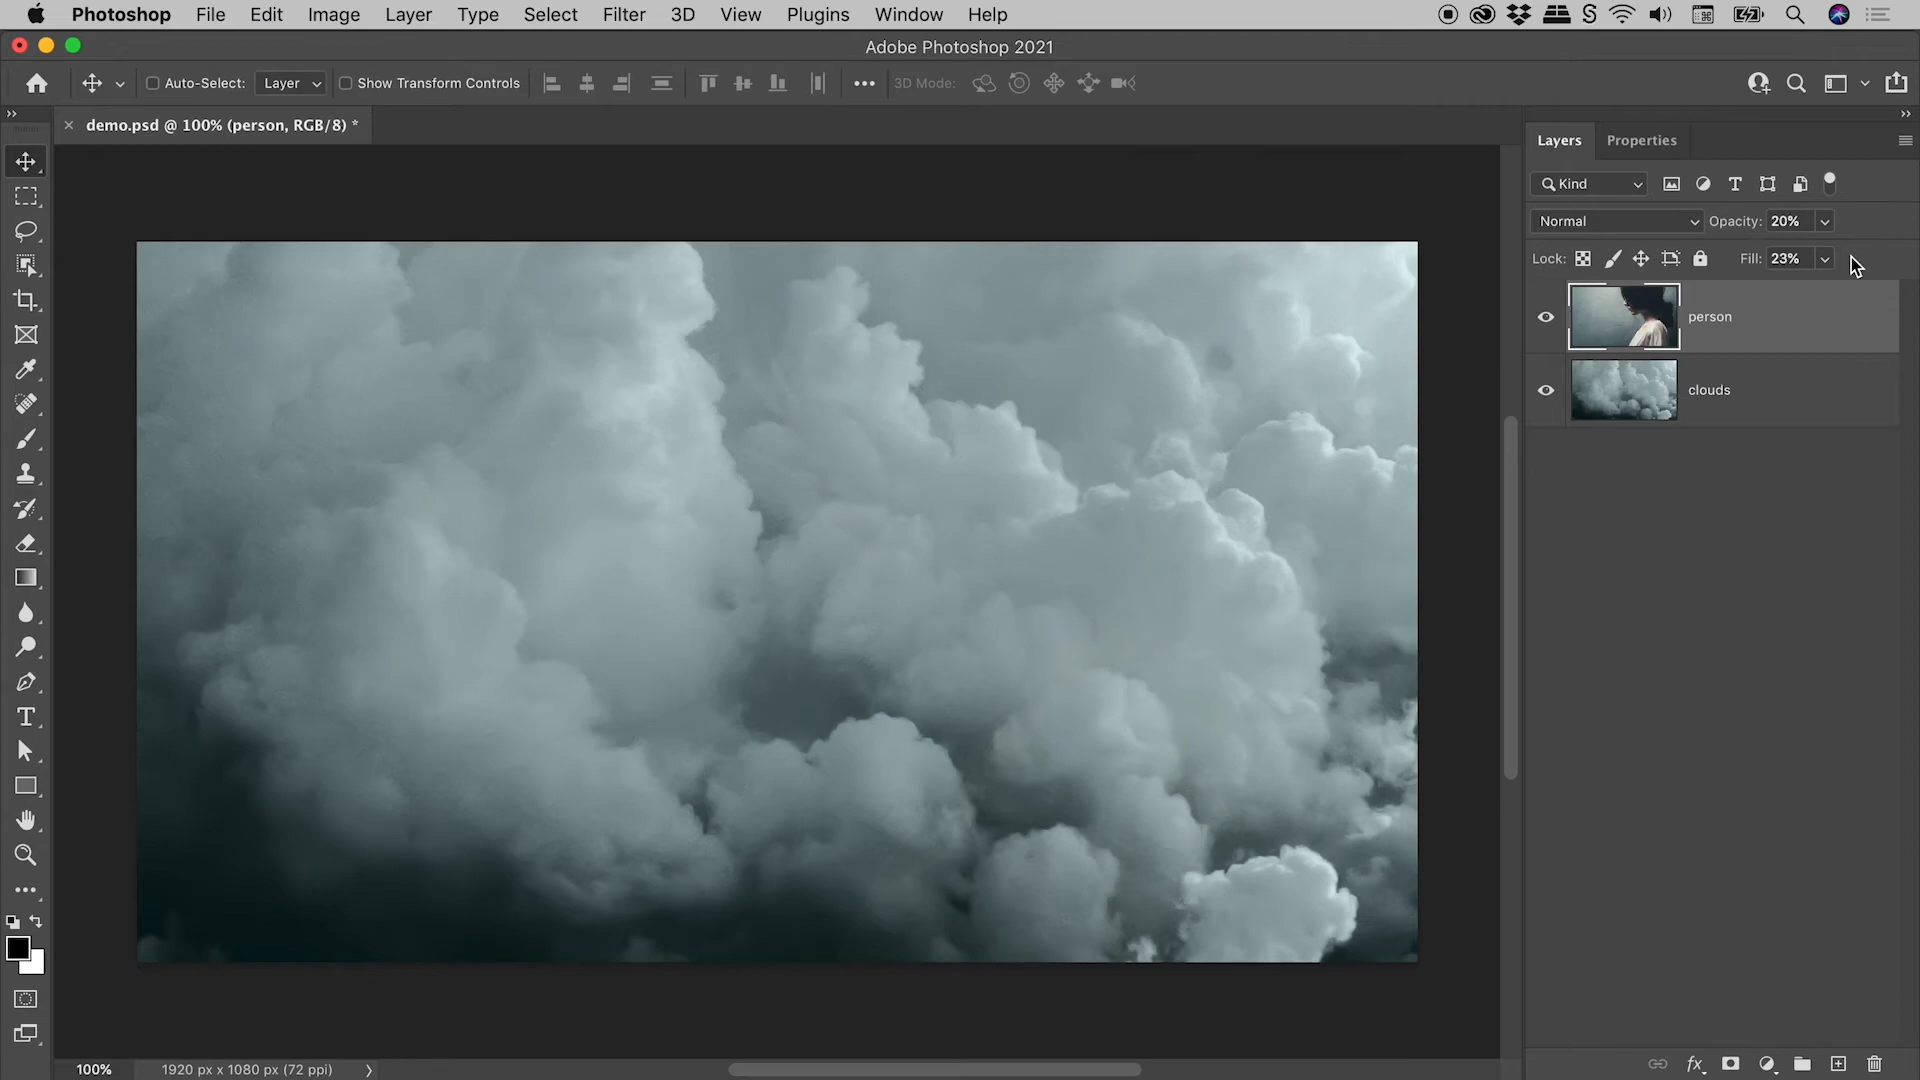 Photoshop File Edit Image Layer Type Select Filter 3D View Plugins Window Help
Adobe Photoshop 2021
Auto-Select: Layer Show Transform Controls 3D Mode:
demo.psd @ 100% (person, RGB/8) *
Layers Properties
Kind
Normal Opacity: 20%
Lock: Fill: 23%
person
clouds
100% 1920 px x 1080 px (72 ppi)